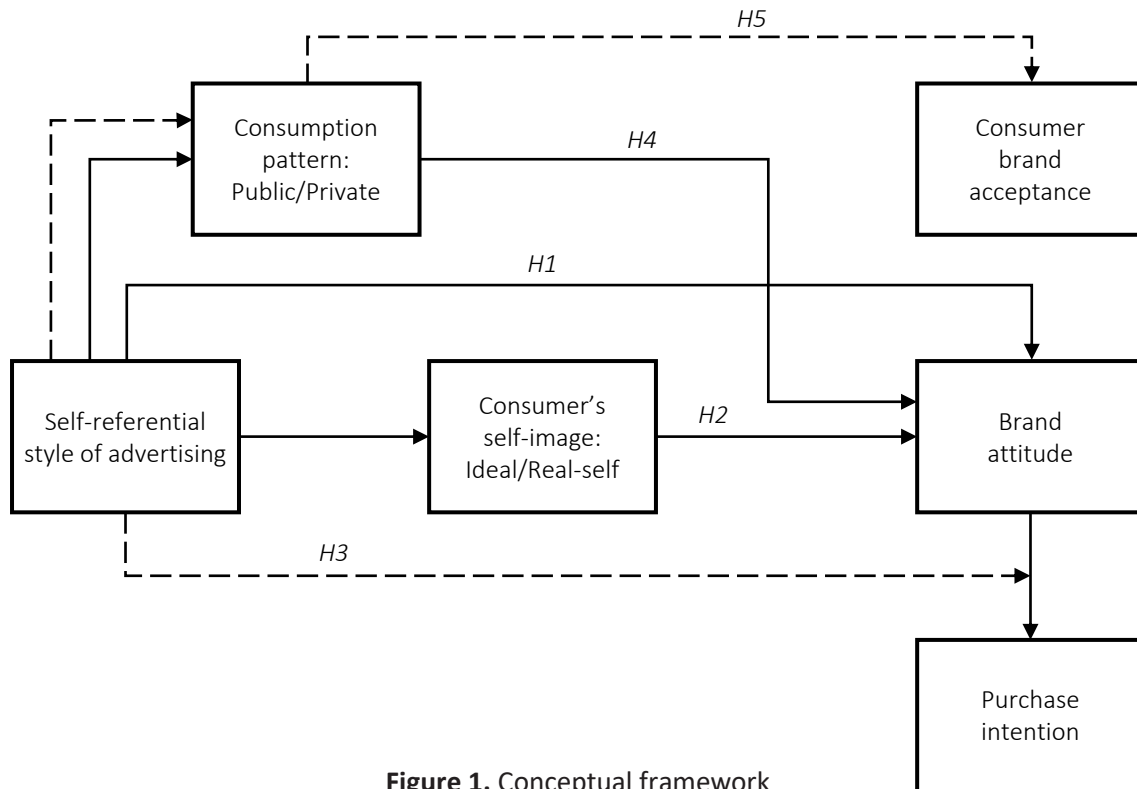 H5
Consumption
pattern:
Public/Private
Consumer
brand
acceptance
H4
H1
Self-referential
style of advertising
Consumer’s
self-image:
Ideal/Real-self
H2
Brand
attitude
H3
Purchase
intention
Figure 1. Conceptual framework